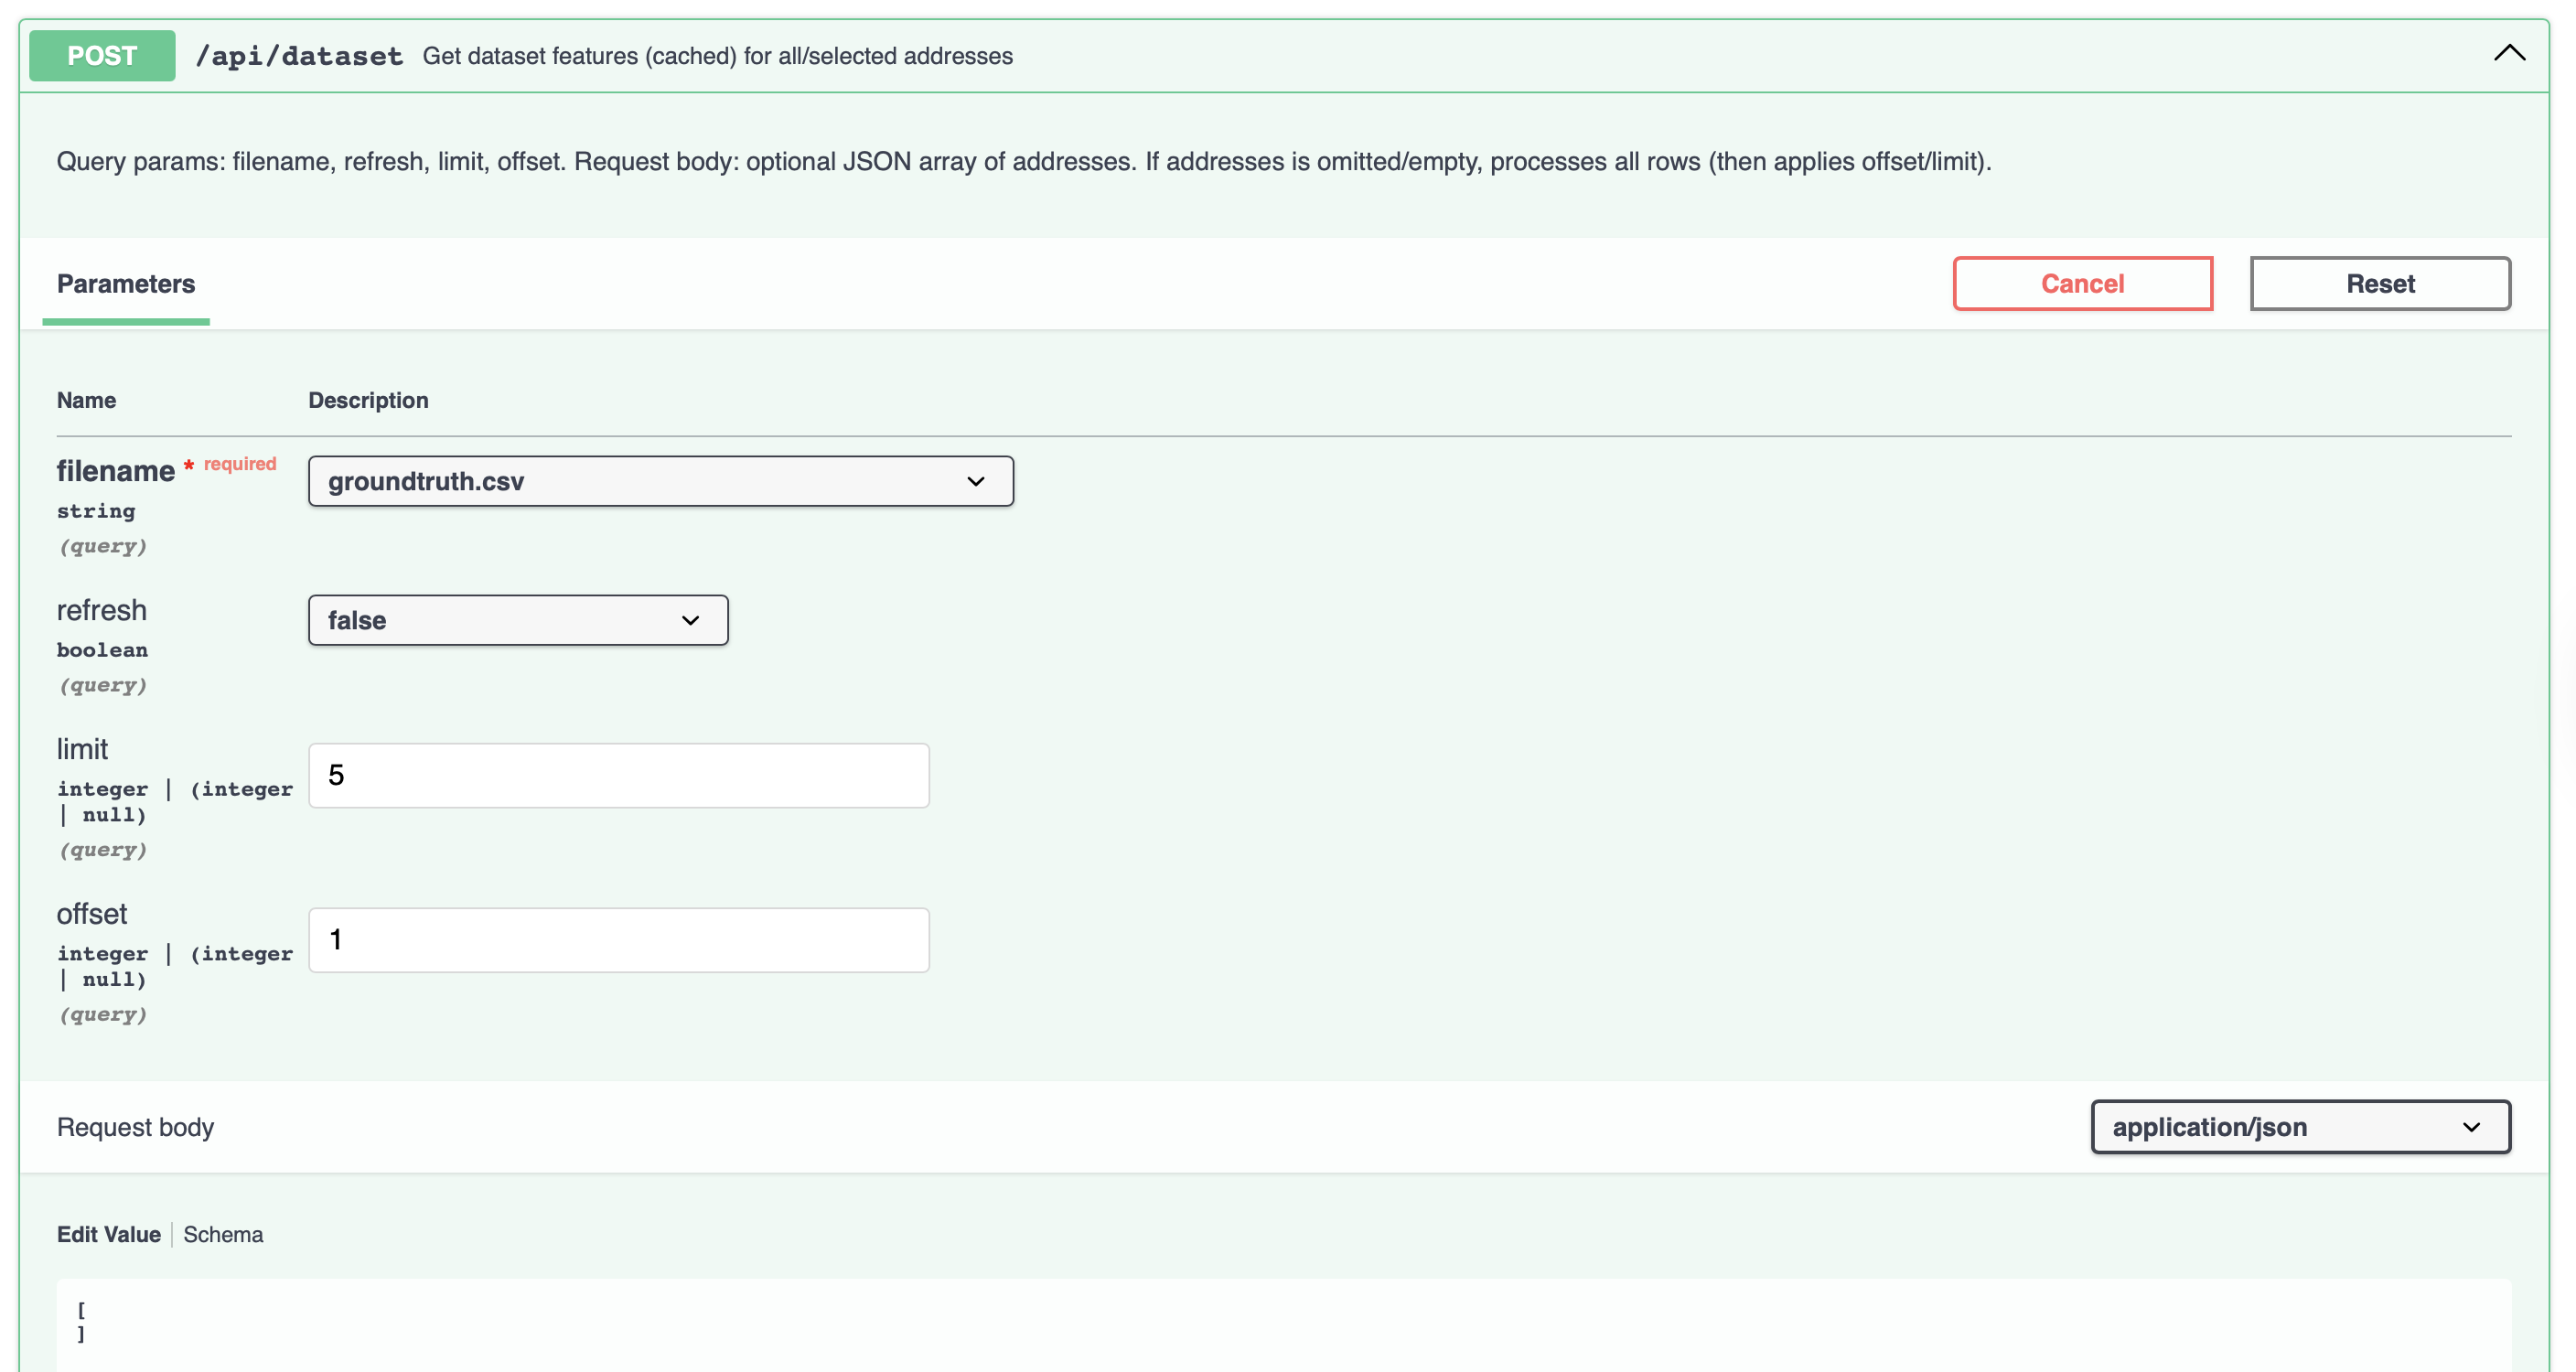 POST /api/dataset Get dataset features (cached) for all/selected addresses
Query params: filename, refresh, limit, offset. Request body: optional JSON array of addresses. If addresses is omitted/empty, processes all rows (then applies offset/limit).
Parameters
Cancel
Reset
Name Description
filename * required
string
(query)
groundtruth.csv
refresh
boolean
(query)
false
limit
integer | (integer
| null)
(query)
5
offset
integer | (integer
| null)
(query)
1
Request body
application/json
Edit Value | Schema
[
]